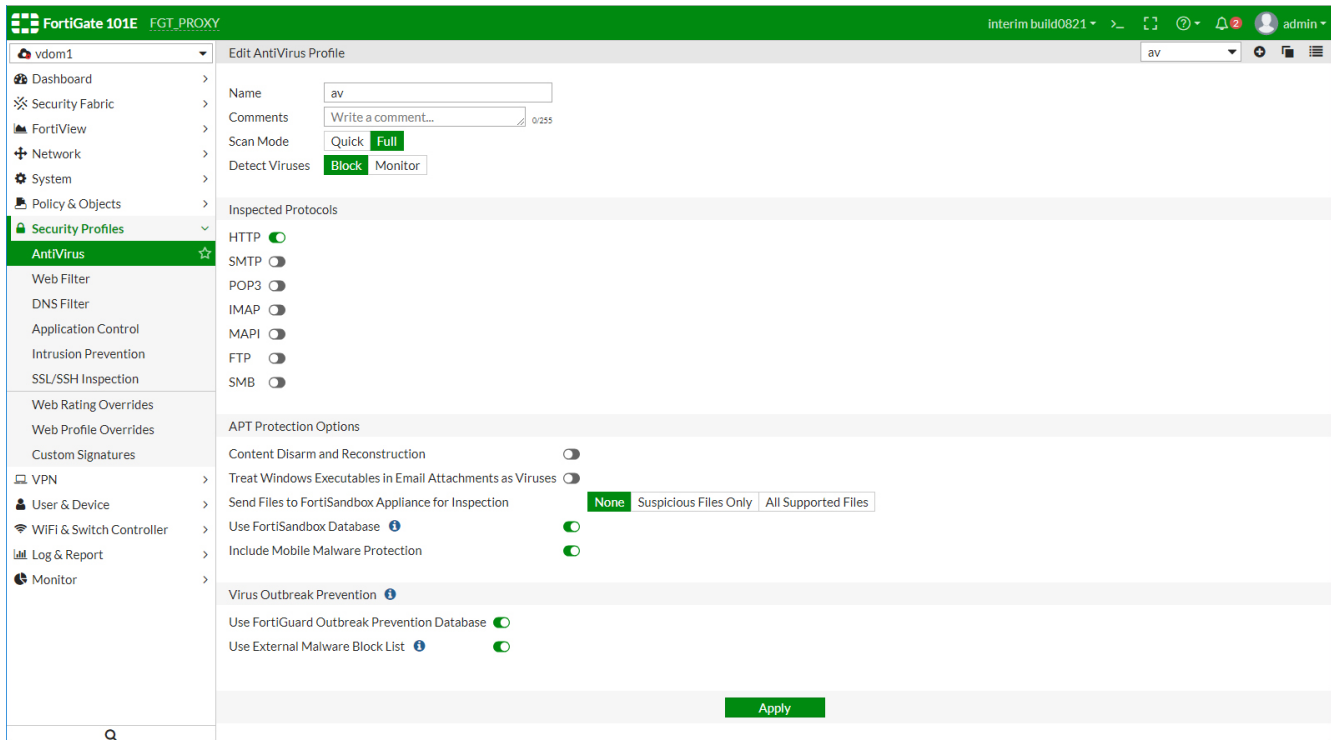 FortiGate 101E FGT_PROXY interim build0821 >_ 2 admin
vdom1 Edit AntiVirus Profile av
Dashboard
Security Fabric
FortiView
Network
System
Policy & Objects
Security Profiles
AntiVirus
Web Filter
DNS Filter
Application Control
Intrusion Prevention
SSL/SSH Inspection
Web Rating Overrides
Web Profile Overrides
Custom Signatures
VPN
User & Device
WiFi & Switch Controller
Log & Report
Monitor
Name av
Comments Write a comment... 0/255
Scan Mode Quick Full
Detect Viruses Block Monitor
Inspected Protocols
HTTP
SMTP
POP3
IMAP
MAPI
FTP
SMB
APT Protection Options
Content Disarm and Reconstruction
Treat Windows Executables in Email Attachments as Viruses
Send Files to FortiSandbox Appliance for Inspection None Suspicious Files Only All Supported Files
Use FortiSandbox Database
Include Mobile Malware Protection
Virus Outbreak Prevention
Use FortiGuard Outbreak Prevention Database
Use External Malware Block List
Apply